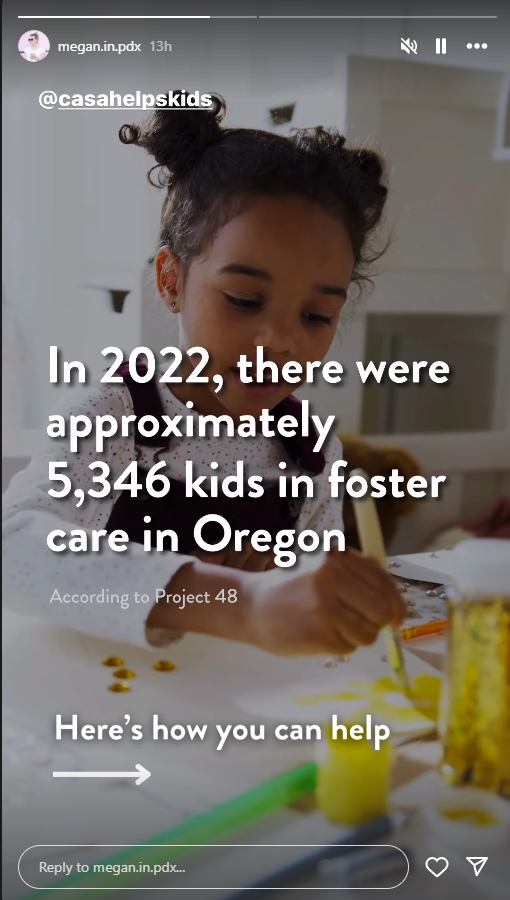 megan.in.pdx 13h
@casahelpskids
In 2022, there were
approximately
5,346 kids in foster
care in Oregon
According to Project 48
Here’s how you can help
Reply to megan.in.pdx...